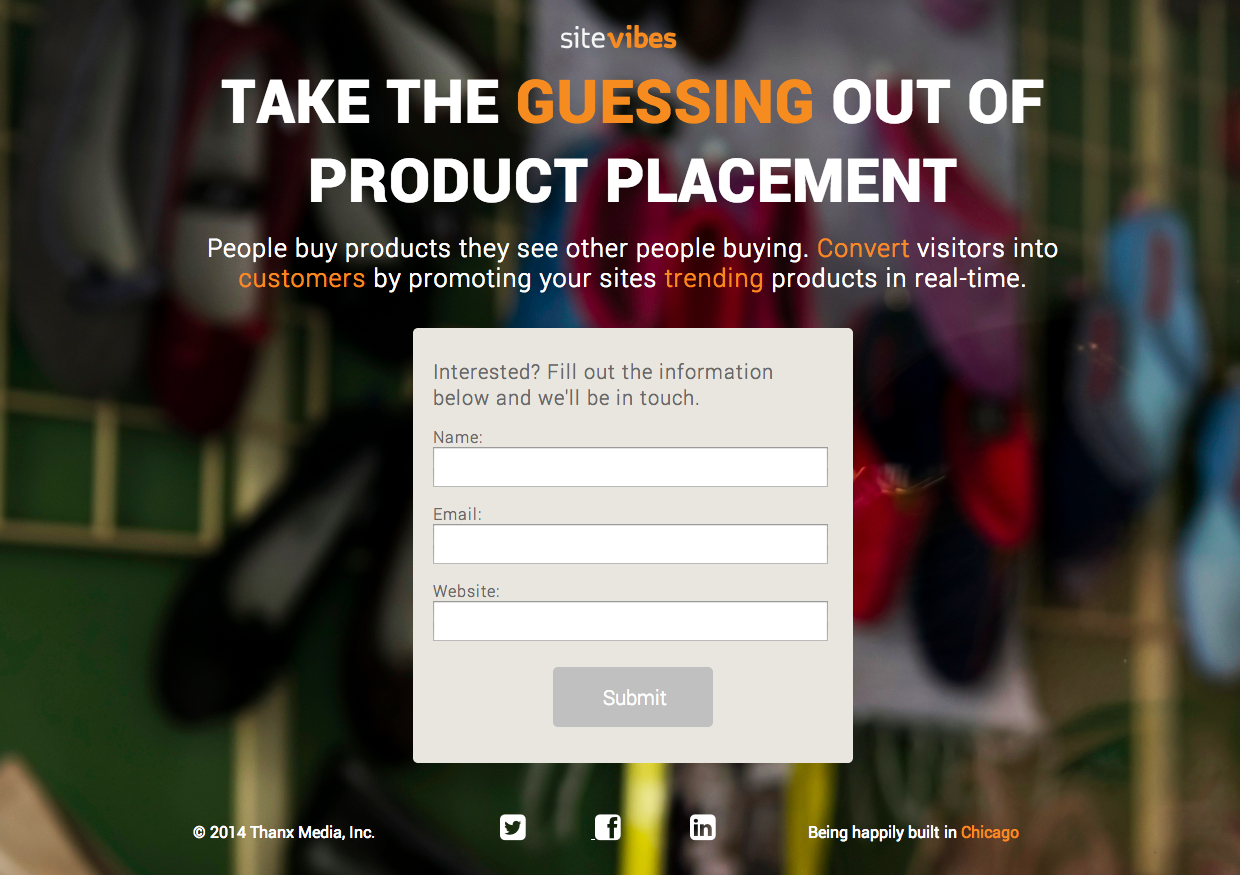 sitevibes
TAKE THE GUESSING OUT OF
PRODUCT PLACEMENT
People buy products they see other people buying. Convert visitors into
customers by promoting your sites trending products in real-time.
Interested? Fill out the information
below and we'll be in touch.
Name:
Email:
Website:
Submit
© 2014 Thanx Media, Inc.
Being happily built in Chicago